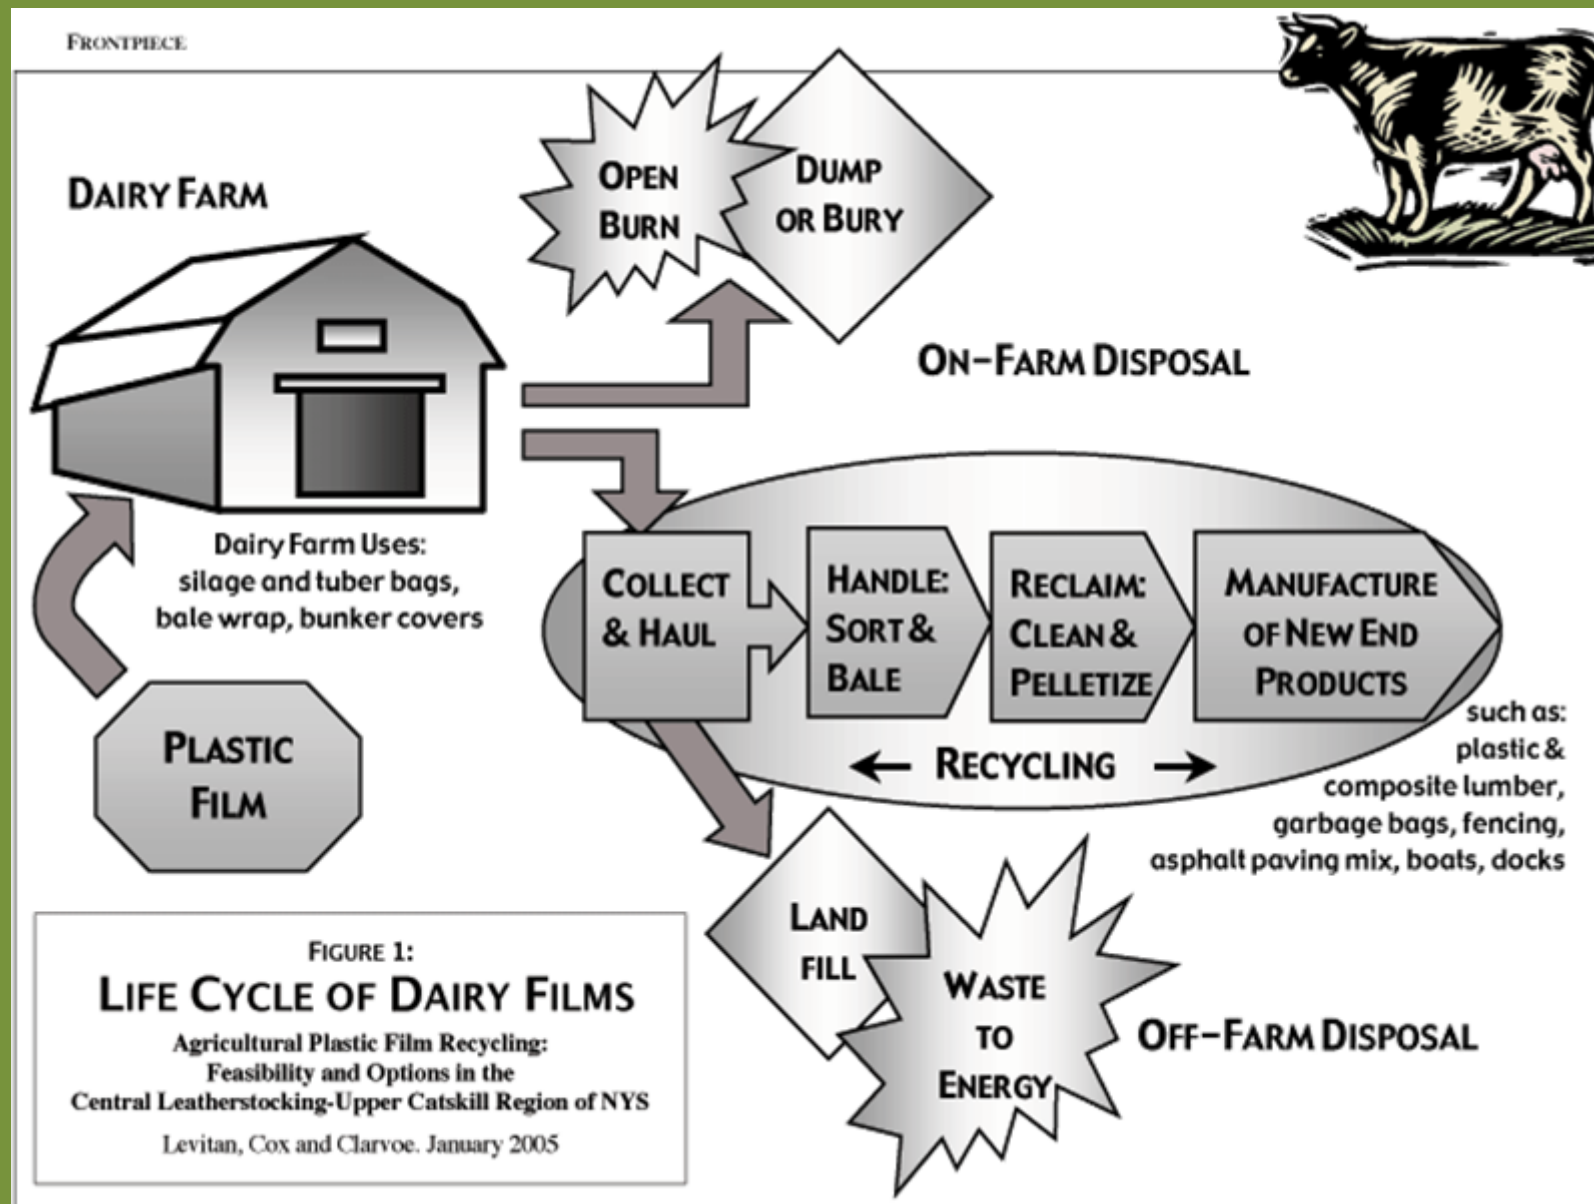 FRONTPIECE
DAIRY FARM
OPEN
BURN
DUMP
OR BURY
ON-FARM DISPOSAL
Dairy Farm Uses:
silage and tuber bags,
bale wrap, bunker covers
PLASTIC
FILM
COLLECT
& HAUL
HANDLE:
SORT &
BALE
RECLAIM:
CLEAN &
PELLETIZE
MANUFACTURE
OF NEW END
PRODUCTS
RECYCLING
such as:
plastic &
composite lumber,
garbage bags, fencing,
asphalt paving mix, boats, docks
LAND
FILL
WASTE
TO
ENERGY
OFF-FARM DISPOSAL
FIGURE 1:
LIFE CYCLE OF DAIRY FILMS
Agricultural Plastic Film Recycling:
Feasibility and Options in the
Central Leatherstocking-Upper Catskill Region of NYS
Levitan, Cox and Clarvoe. January 2005